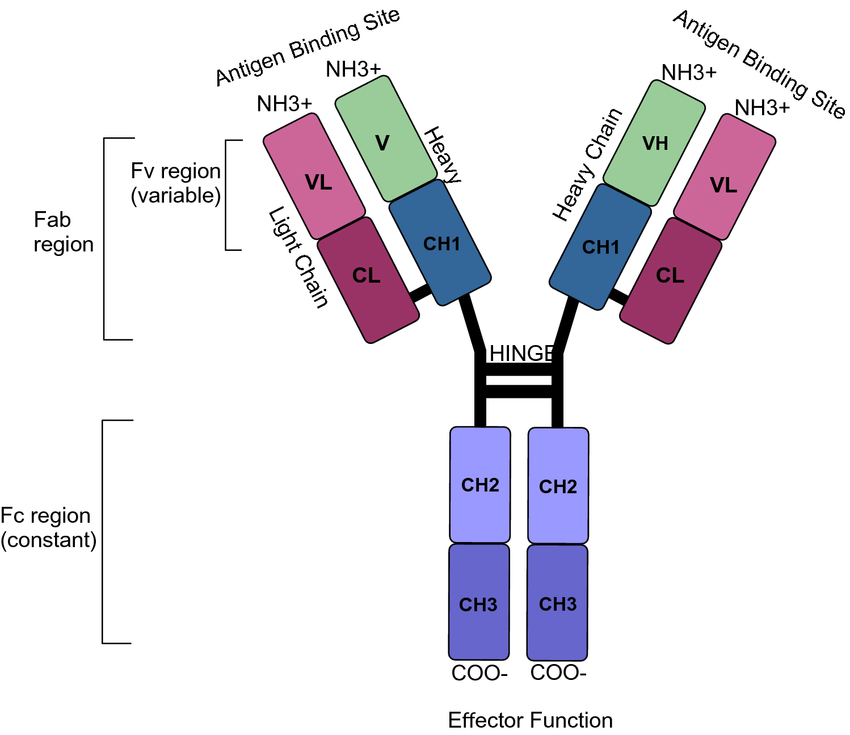 Antigen Binding Site
Antigen Binding Site
NH3+
NH3+
NH3+
NH3+
Heavy
Heavy Chain
V
VH
VL
VL
Fv region
(variable)
Fab
region
Light Chain
CH1
CH1
CL
CL
HINGE
CH2
CH2
Fc region
(constant)
CH3
CH3
COO-
COO-
Effector Function